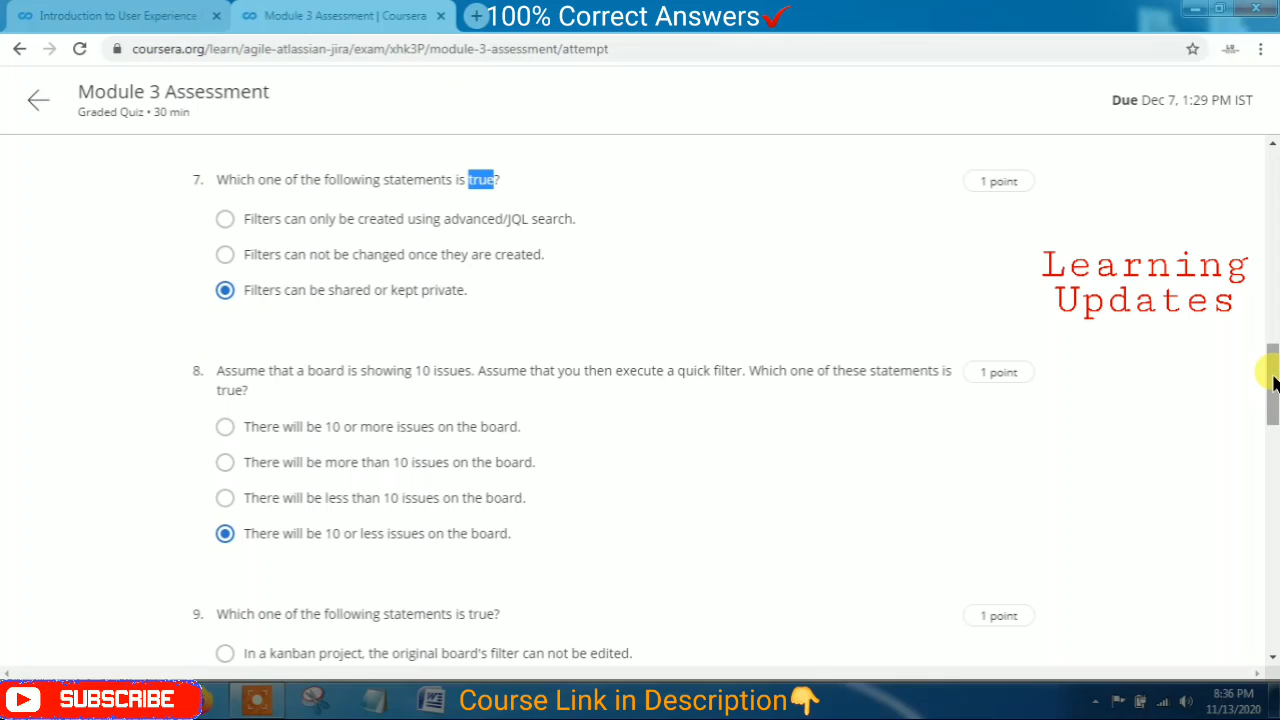 Introduction to User Experience
Module 3 Assessment | Coursera
100% Correct Answers
coursera.org/learn/agile-atlassian-jira/exam/xhk3P/module-3-assessment/attempt
Module 3 Assessment
Graded Quiz • 30 min
Due Dec 7, 1:29 PM IST
7. Which one of the following statements is true?
1 point
Filters can only be created using advanced/JQL search.
Filters can not be changed once they are created.
Filters can be shared or kept private.
Learning
Updates
8. Assume that a board is showing 10 issues. Assume that you then execute a quick filter. Which one of these statements is
true?
1 point
There will be 10 or more issues on the board.
There will be more than 10 issues on the board.
There will be less than 10 issues on the board.
There will be 10 or less issues on the board.
9. Which one of the following statements is true?
1 point
In a kanban project, the original board's filter can not be edited.
SUBSCRIBE
Course Link in Description
8:36 PM
11/13/2020